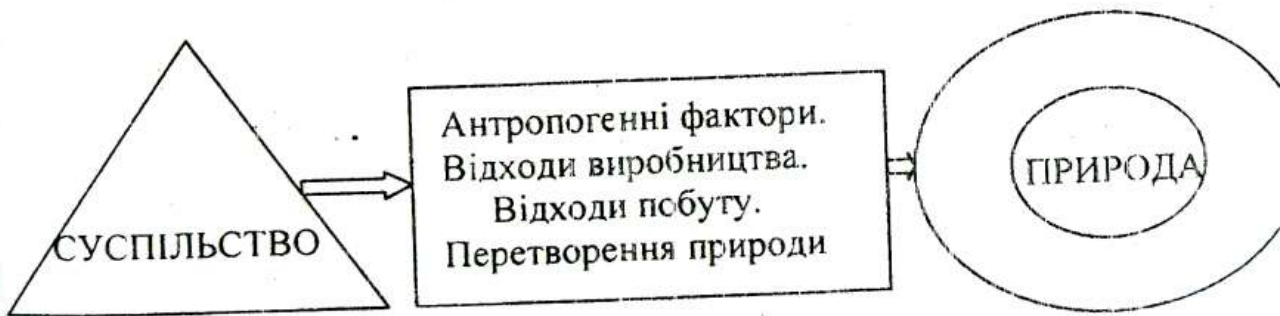 СУСПІЛЬСТВО
Антропогенні фактори.
Відходи виробництва.
Відходи побуту.
Перетворення природи
ПРИРОДА